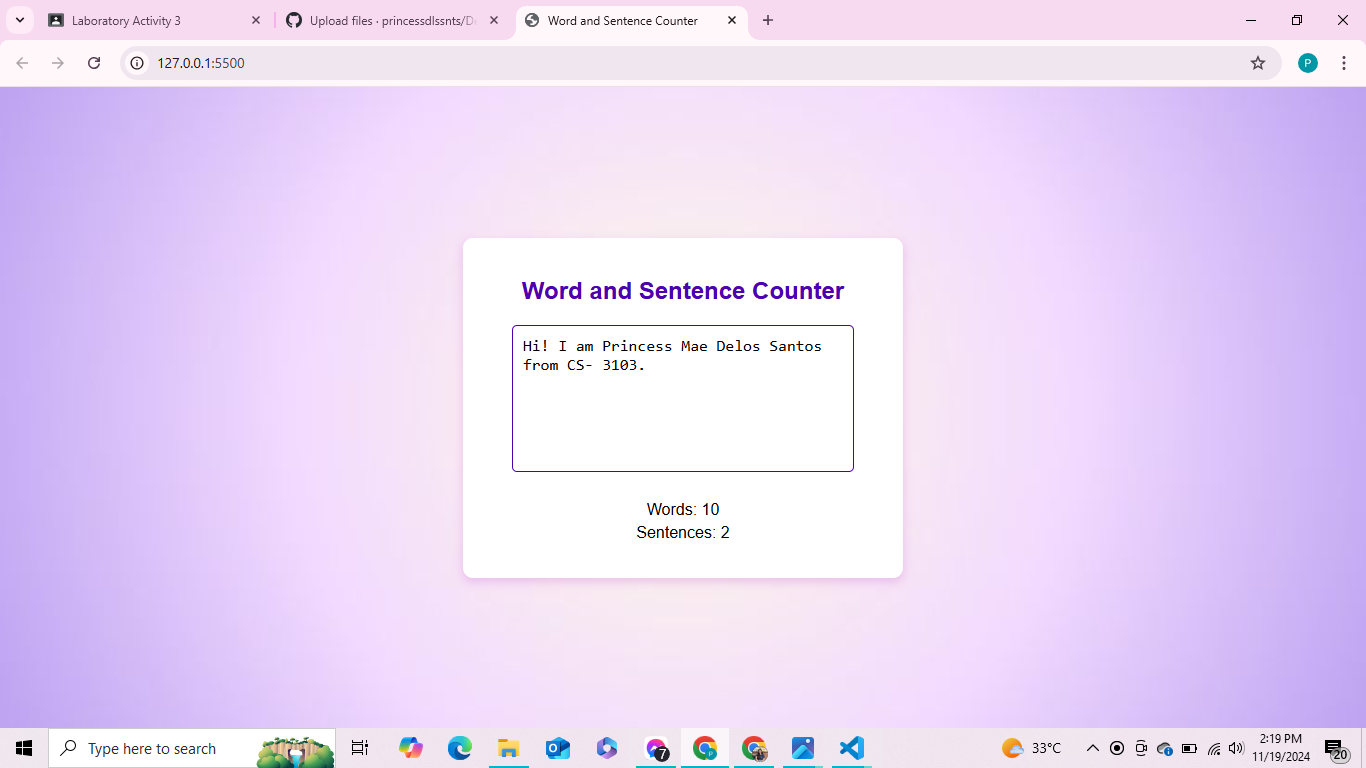 Laboratory Activity 3
Upload files · princessdlssnts/De
Word and Sentence Counter
127.0.0.1:5500
P
Word and Sentence Counter
Hi! I am Princess Mae Delos Santos
from CS- 3103.
Words: 10
Sentences: 2
Type here to search
7
33°C
2:19 PM
11/19/2024
20